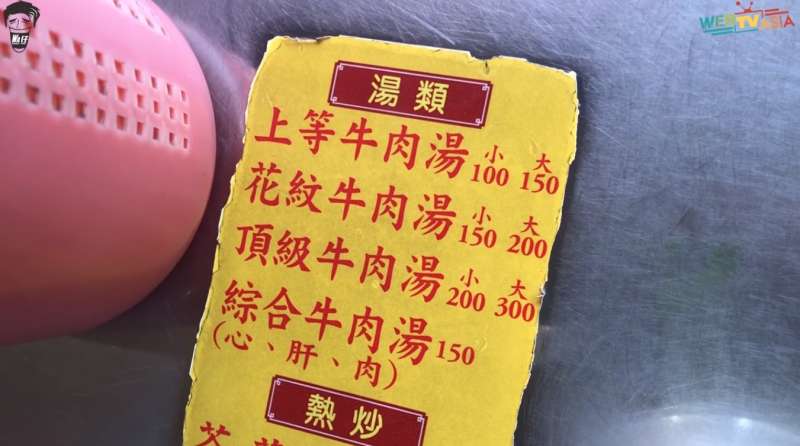 WEBTVASIA
湯類
上等牛肉湯 小100 大150
花紋牛肉湯 小150 大200
頂級牛肉湯 小200 大300
綜合牛肉湯 150
(心、肝、肉)
熱炒